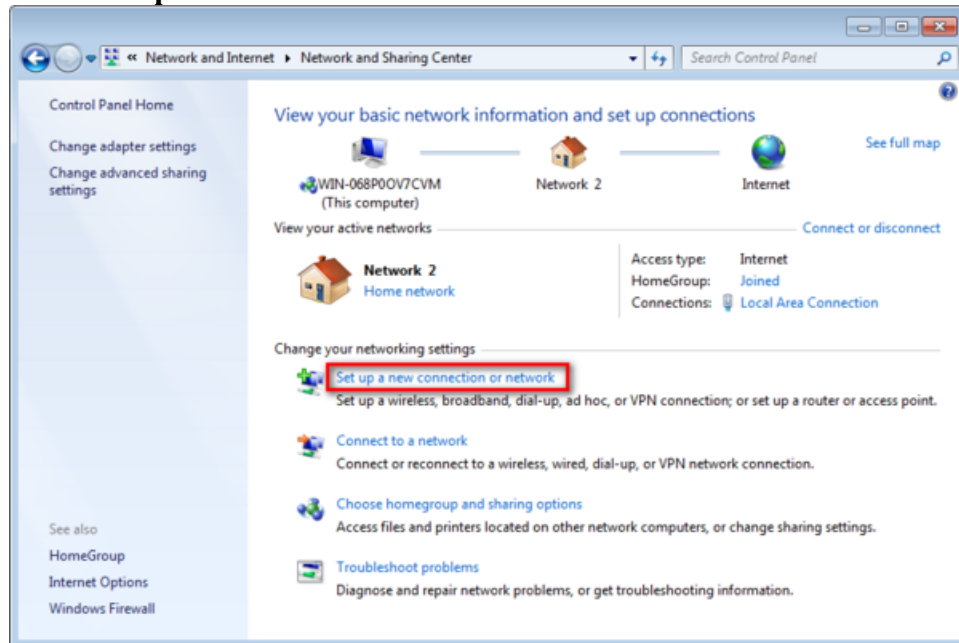 « Network and Internet ▸ Network and Sharing Center
Search Control Panel
Control Panel Home
Change adapter settings
Change advanced sharing
settings
See also
HomeGroup
Internet Options
Windows Firewall
View your basic network information and set up connections
See full map
WIN-068P0OV7CVM
(This computer)
Network 2
Internet
View your active networks
Connect or disconnect
Network 2
Home network
Access type: Internet
HomeGroup: Joined
Connections: Local Area Connection
Change your networking settings
Set up a new connection or network
Set up a wireless, broadband, dial-up, ad hoc, or VPN connection; or set up a router or access point.
Connect to a network
Connect or reconnect to a wireless, wired, dial-up, or VPN network connection.
Choose homegroup and sharing options
Access files and printers located on other network computers, or change sharing settings.
Troubleshoot problems
Diagnose and repair network problems, or get troubleshooting information.